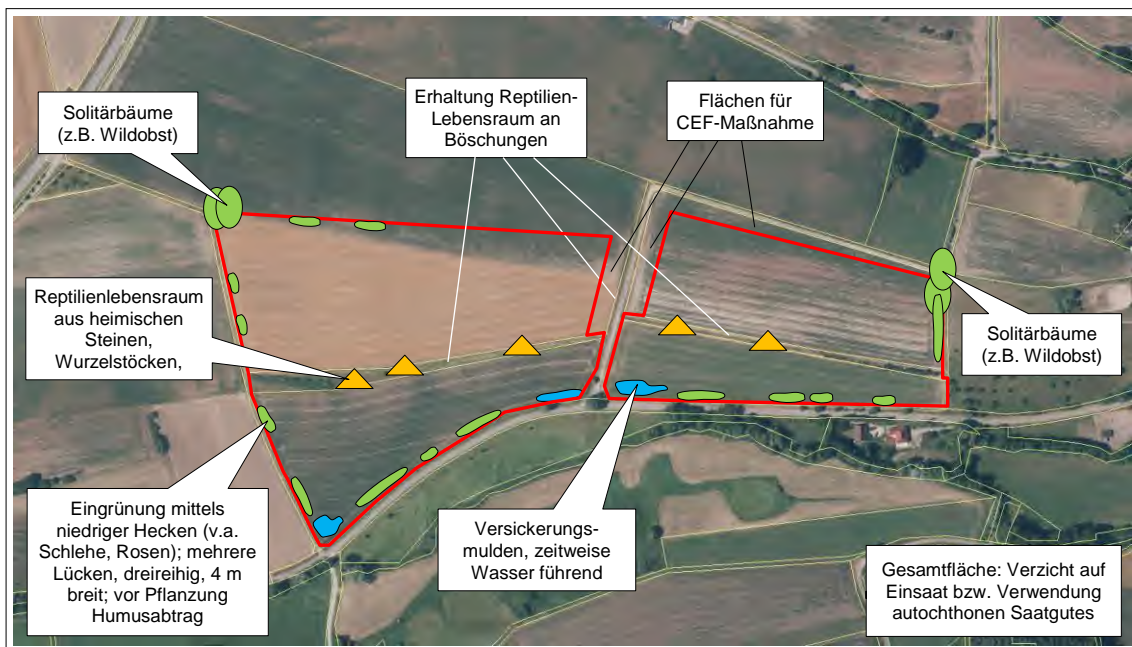 Solitärbäume
(z.B. Wildobst)
Erhaltung Reptilien-
Lebensraum an
Böschungen
Flächen für
CEF-Maßnahme
Reptilienlebensraum
aus heimischen
Steinen,
Wurzelstöcken,
Solitärbäume
(z.B. Wildobst)
Eingrünung mittels
niedriger Hecken (v.a.
Schlehe, Rosen); mehrere
Lücken, dreireihig, 4 m
breit; vor Pflanzung
Humusabtrag
Versickerungs-
mulden, zeitweise
Wasser führend
Gesamtfläche: Verzicht auf
Einsaat bzw. Verwendung
autochthonen Saatgutes